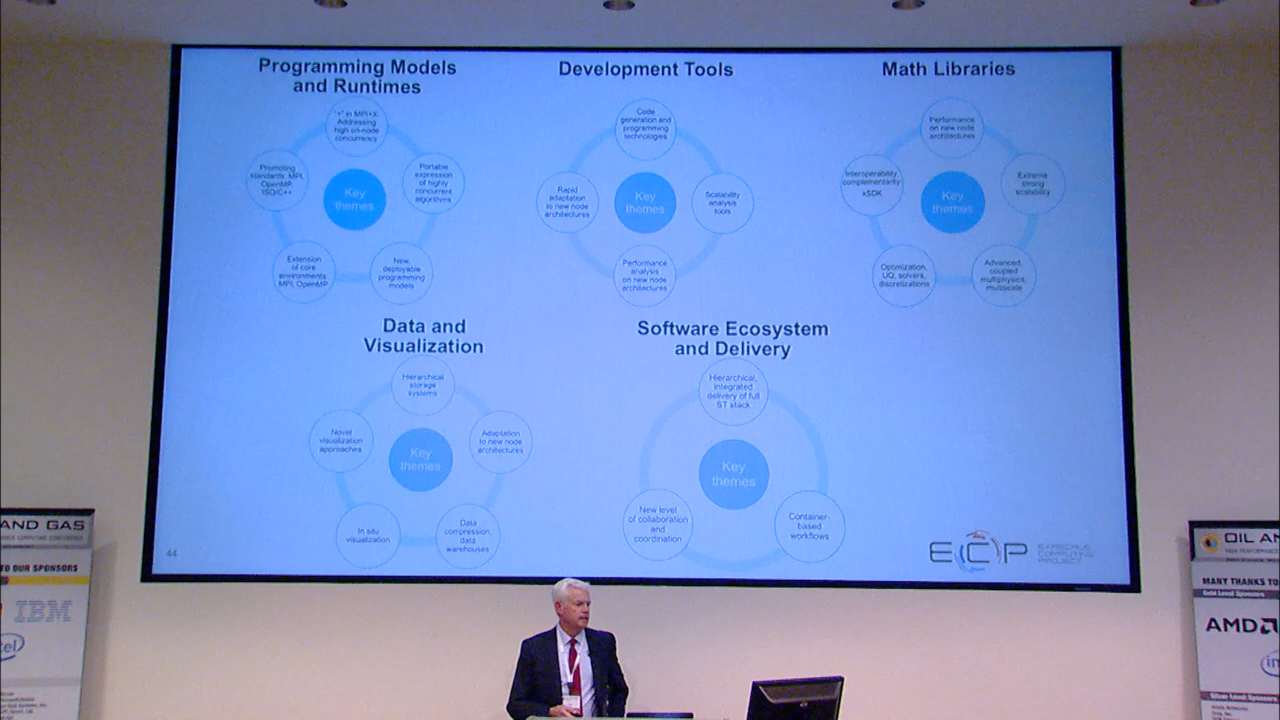 Programming Models
and Runtimes
"+" in MPI+X:
Addressing
high on-node
concurrency
Portable
expression
of highly
concurrent
algorithms
New,
deployable
programming
models
Extension
of core
environments:
MPI, OpenMP
Promoting
standards: MPI,
OpenMP,
ISO/C++
Key
themes
Development Tools
Code
generation and
programming
technologies
Scalability
analysis
tools
Performance
analysis
on new node
architectures
Rapid
adaptation
to new node
architectures
Key
themes
Math Libraries
Performance
on new node
architectures
Extreme
strong
scalability
Advanced,
coupled
multiphysics,
multiscale
Optimization,
UQ, solvers,
discretizations
Interoperability,
complementarity:
xSDK
Key
themes
Data and
Visualization
Hierarchical
storage
systems
Adaptation
to new node
architectures
Data
compression,
data
warehouses
In situ
visualization
Novel
visualization
approaches
Key
themes
Software Ecosystem
and Delivery
Hierarchical,
integrated
delivery of full
ST stack
Container-
based
workflows
New level
of collaboration
and
coordination
Key
themes
44
ECP
EXASCALE
COMPUTING
PROJECT
AND GAS
COMPUTING CONFERENCE
TO OUR SPONSORS
IBM
tel
OIL AN
MANY THANKS TO
Gold Level Sponsors
AMD
in
Silver Level Sponsors